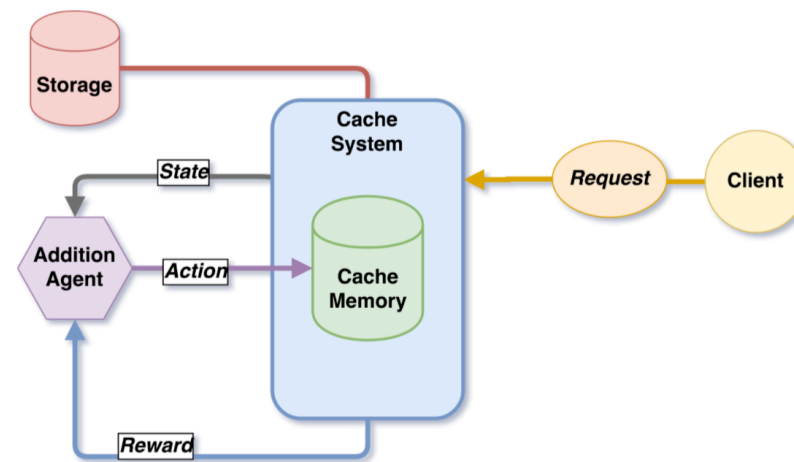 Storage
Cache
System
State
Request
Client
Addition
Agent
Action
Cache
Memory
Reward